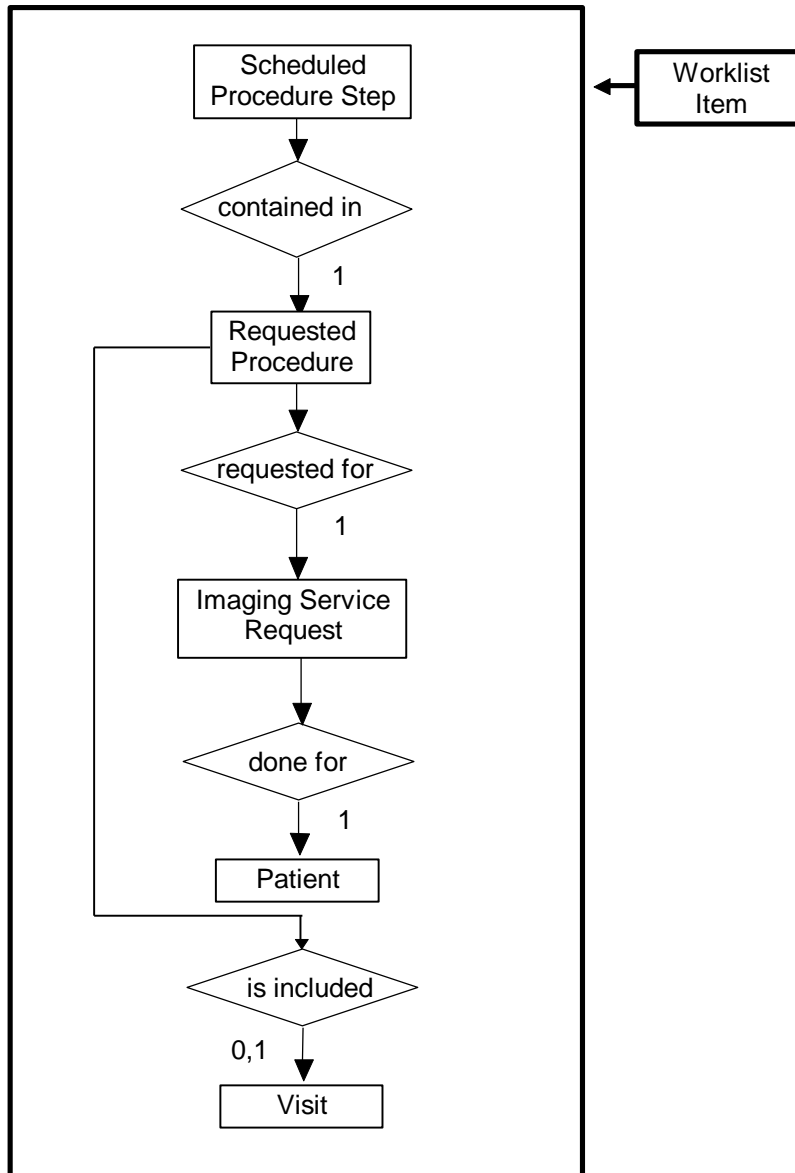 Scheduled
Procedure Step
Worklist
Item
contained in
1
Requested
Procedure
requested for
1
Imaging Service
Request
done for
1
Patient
is included
0,1
Visit